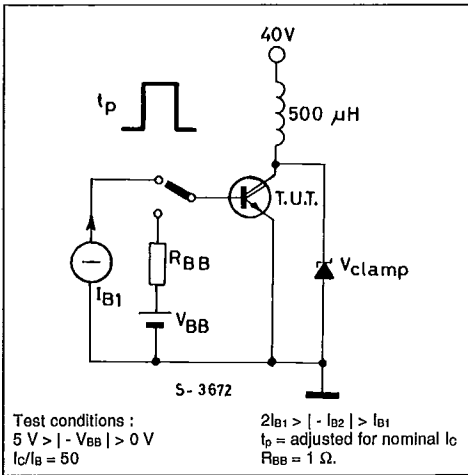 40V
tp
500 µH
T.U.T.
RBB
Vclamp
IB1
VBB
S-3672
Test conditions :
5 V > | - VBB | > 0 V
IC/IB = 50
2IB1 > | - IB2 | > IB1
tp = adjusted for nominal IC
RBB = 1 Ω.